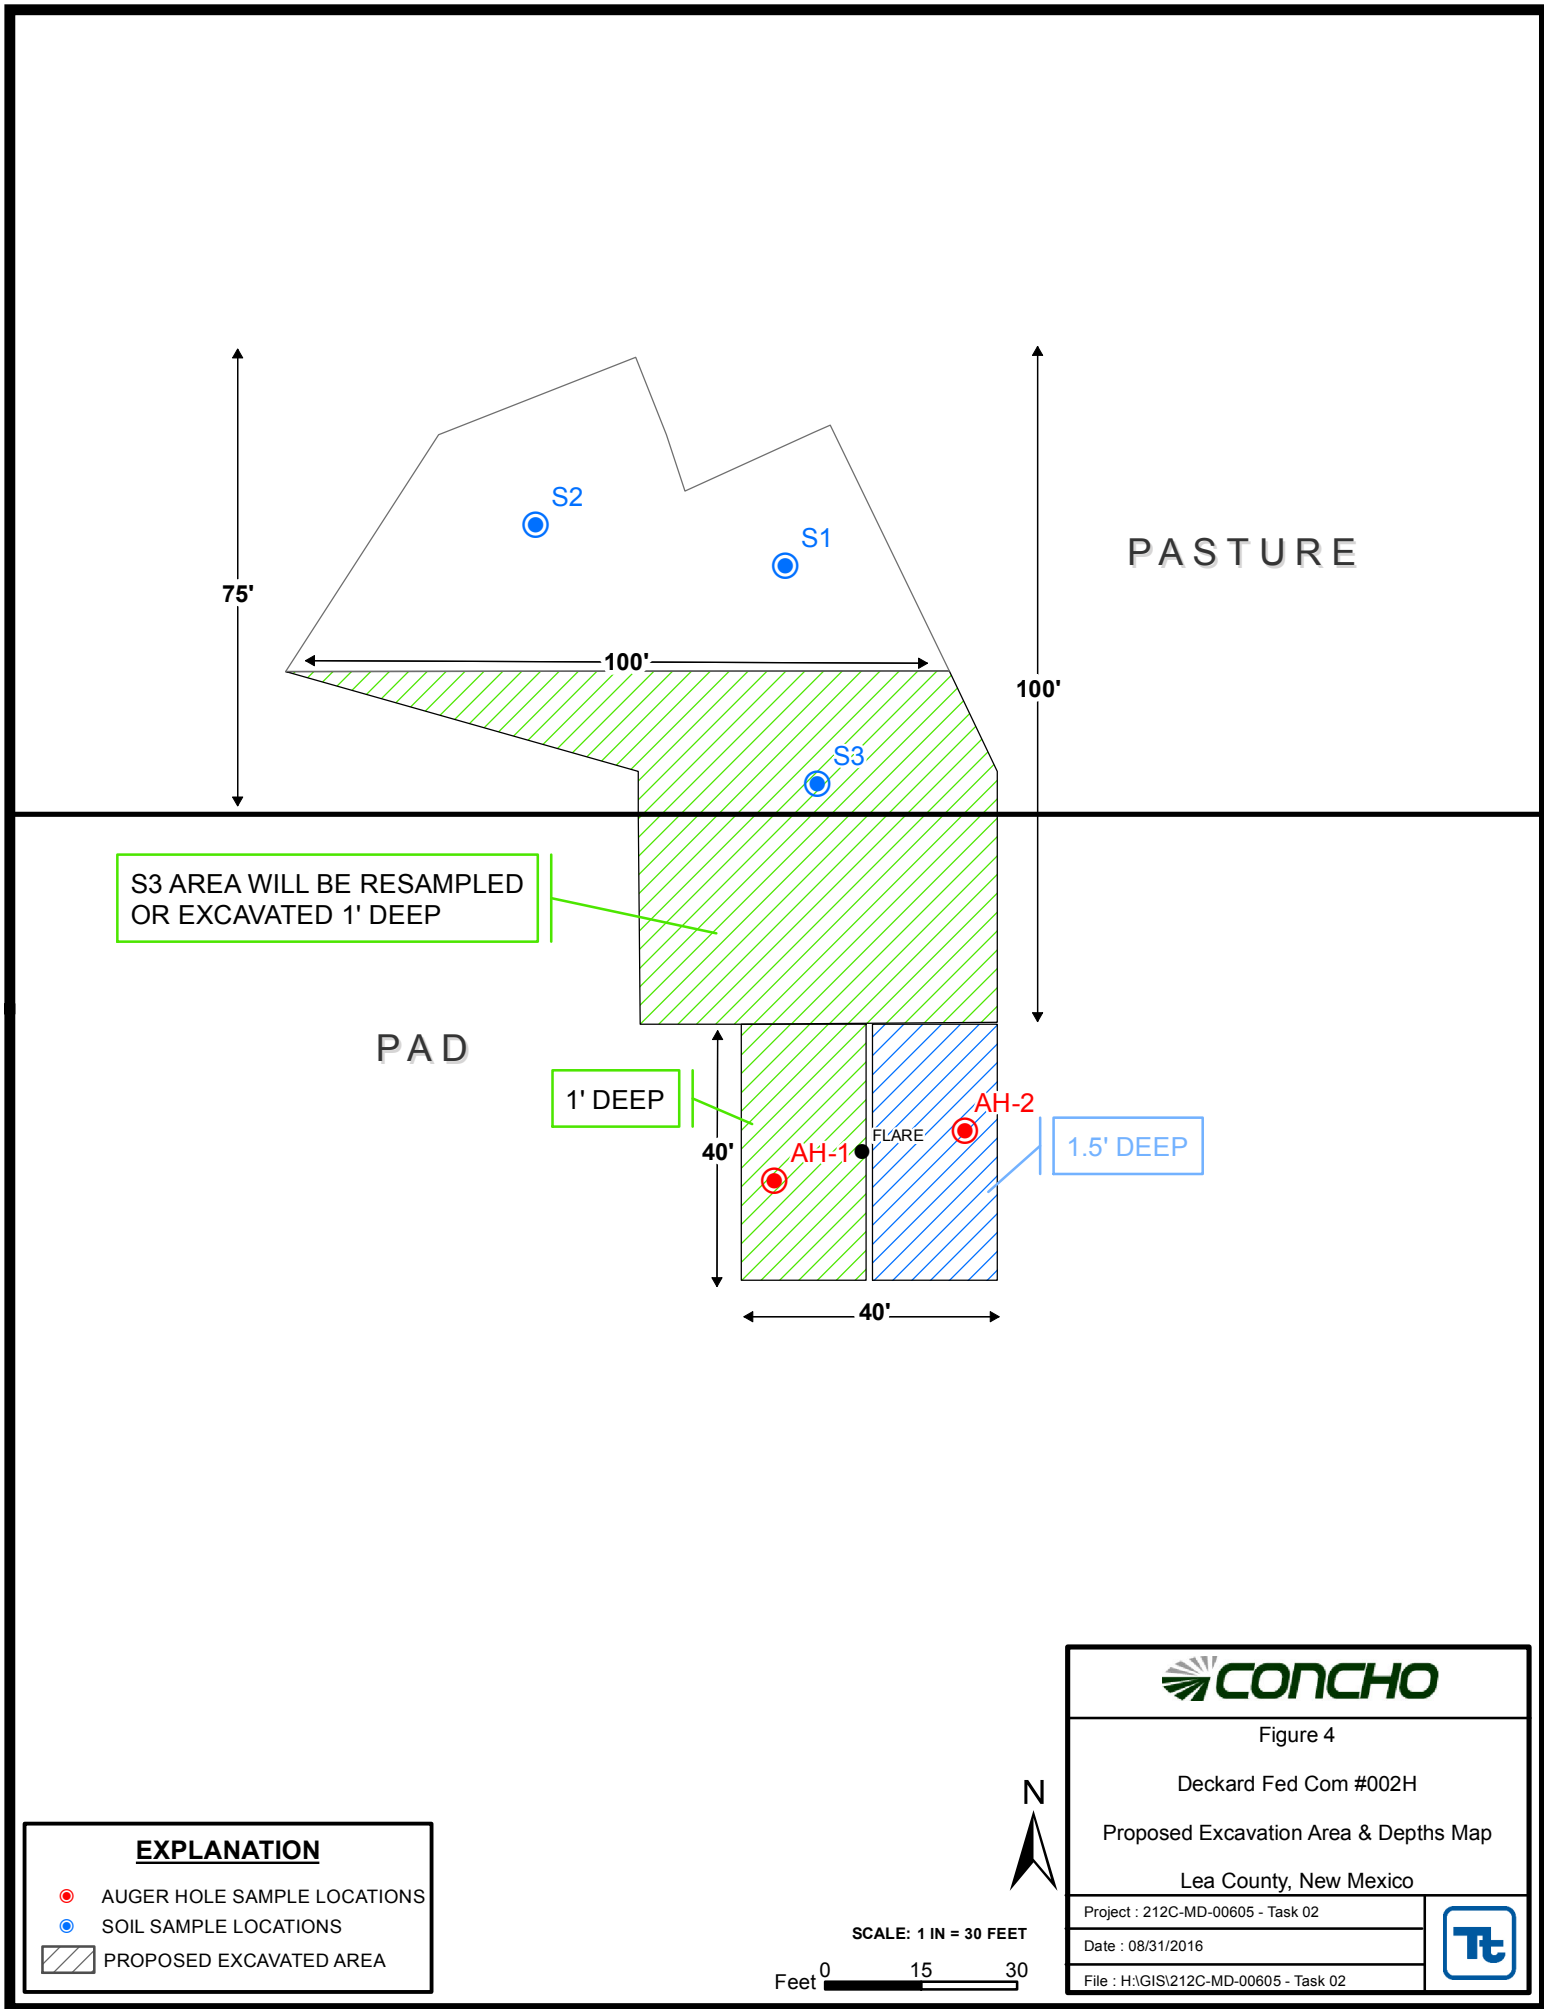 S2
S1
PASTURE
75'
100'
100'
S3
S3 AREA WILL BE RESAMPLED
OR EXCAVATED 1' DEEP
PAD
1' DEEP
AH-2
FLARE
1.5' DEEP
40'
AH-1
40'
CONCHO
Figure 4
Deckard Fed Com #002H
Proposed Excavation Area & Depths Map
Lea County, New Mexico
Project : 212C-MD-00605 - Task 02
Date : 08/31/2016
File : H:\GIS\212C-MD-00605 - Task 02
Tt
N
SCALE: 1 IN = 30 FEET
Feet 0 15 30
EXPLANATION
AUGER HOLE SAMPLE LOCATIONS
SOIL SAMPLE LOCATIONS
PROPOSED EXCAVATED AREA